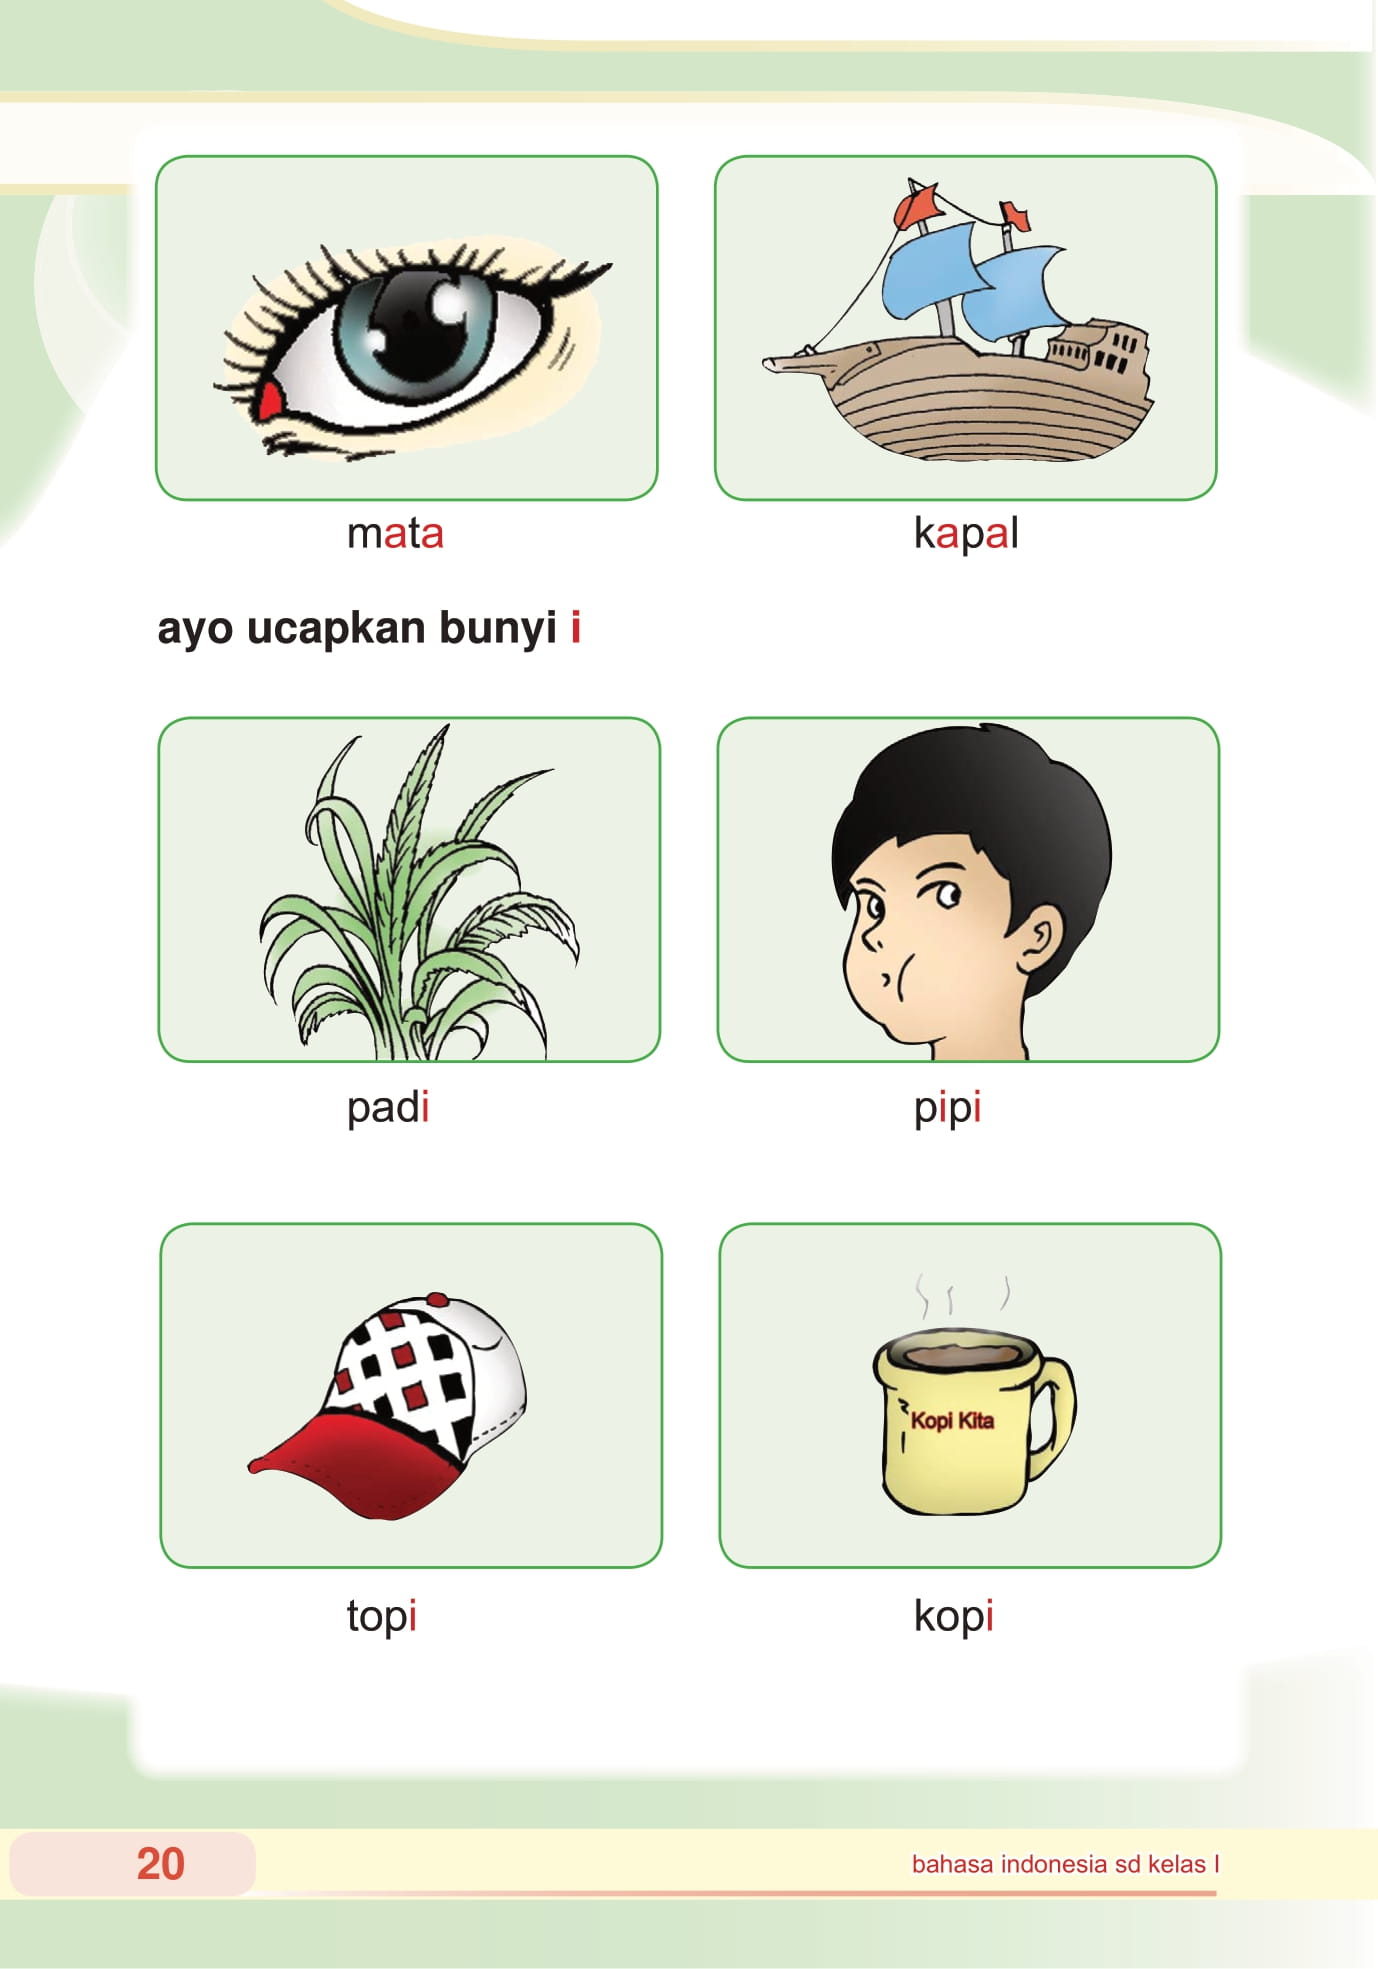 mata
kapal
ayo ucapkan bunyi i
padi
pipi
Kopi Kita
topi
kopi
20
bahasa indonesia sd kelas I